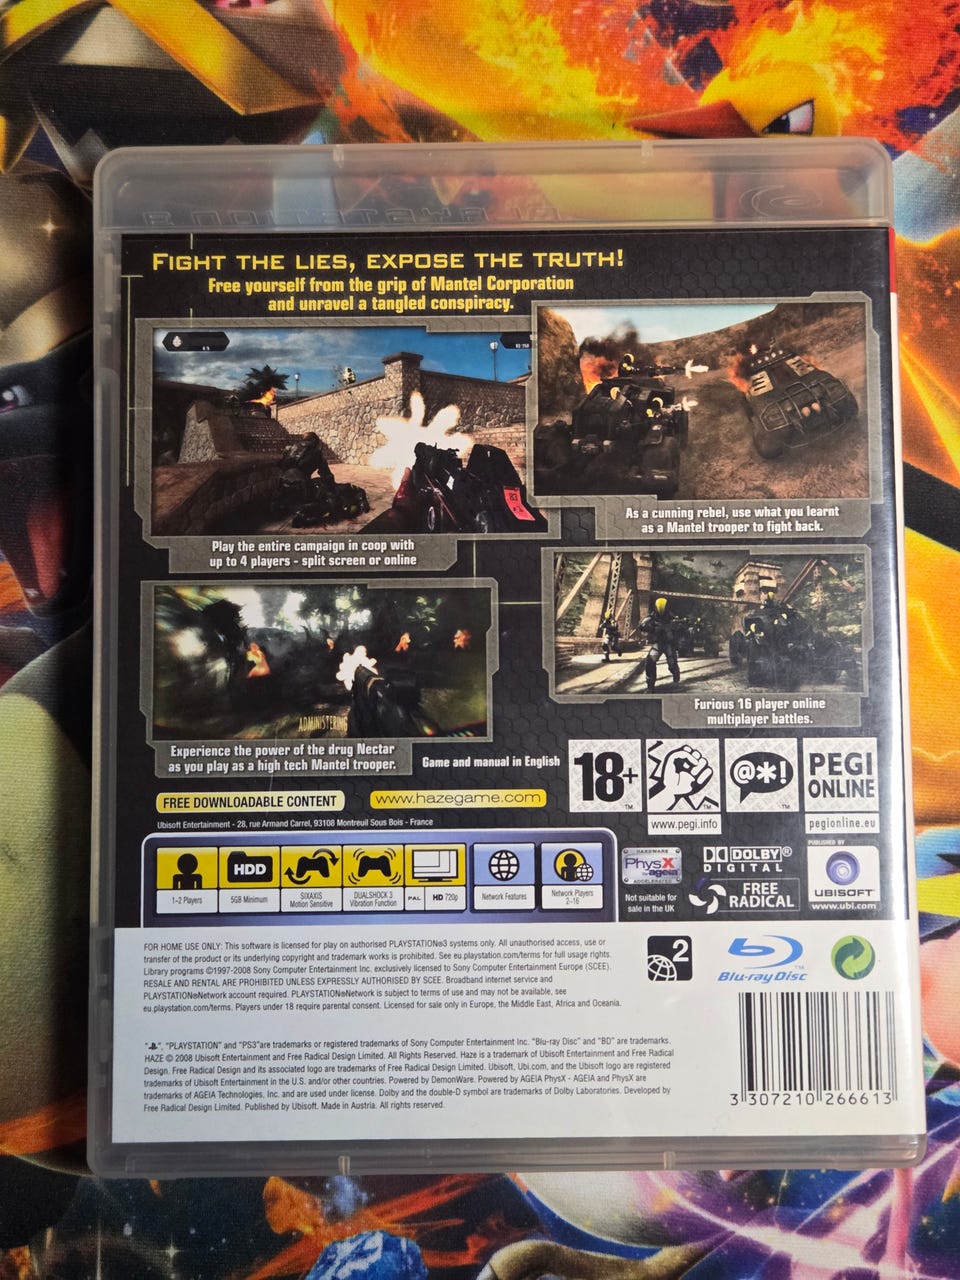 FIGHT THE LIES, EXPOSE THE TRUTH!
Free yourself from the grip of Mantel Corporation
and unravel a tangled conspiracy.
Play the entire campaign in coop with
up to 4 players - split screen or online
As a cunning rebel, use what you learnt
as a Mantel trooper to fight back.
ADMINISTERING
Experience the power of the drug Nectar
as you play as a high tech Mantel trooper.
Furious 16 player online
multiplayer battles.
Game and manual in English
18+
TM
TM
@*!
TM
PEGI
ONLINE
www.pegi.info
pegionline.eu
FREE DOWNLOADABLE CONTENT
www.hazegame.com
Ubisoft Entertainment - 28, rue Armand Carrel, 93108 Montreuil Sous Bois - France
1-2 Players
HDD
5GB Minimum
SIXAXIS
Motion Sensitive
DUALSHOCK 3
Vibration Function
PAL
HD 720p
Network Features
Network Players
2-16
HARDWARE
PhysX
by ageia
ACCELERATED
Not suitable for
sale in the UK
DOLBY®
DIGITAL
FREE
RADICAL
PUBLISHED BY
UBISOFT
www.ubi.com
FOR HOME USE ONLY: This software is licensed for play on authorised PLAYSTATION®3 systems only. All unauthorised access, use or
transfer of the product or its underlying copyright and trademark works is prohibited. See eu.playstation.com/terms for full usage rights.
Library programs ©1997-2008 Sony Computer Entertainment Inc. exclusively licensed to Sony Computer Entertainment Europe (SCEE).
RESALE AND RENTAL ARE PROHIBITED UNLESS EXPRESSLY AUTHORISED BY SCEE. Broadband internet service and
PLAYSTATION®Network account required. PLAYSTATION®Network is subject to terms of use and may not be available, see
eu.playstation.com/terms. Players under 18 require parental consent. Licensed for sale only in Europe, the Middle East, Africa and Oceania.
2
Blu-ray Disc
TM
", "PLAYSTATION" and "PS3"are trademarks or registered trademarks of Sony Computer Entertainment Inc. "Blu-ray Disc" and "BD" are trademarks.
HAZE © 2008 Ubisoft Entertainment and Free Radical Design Limited. All Rights Reserved. Haze is a trademark of Ubisoft Entertainment and Free Radical
Design. Free Radical Design and its associated logo are trademarks of Free Radical Design Limited. Ubisoft, Ubi.com, and the Ubisoft logo are registered
trademarks of Ubisoft Entertainment in the U.S. and/or other countries. Powered by DemonWare. Powered by AGEIA PhysX - AGEIA and PhysX are
trademarks of AGEIA Technologies, Inc. and are used under license. Dolby and the double-D symbol are trademarks of Dolby Laboratories. Developed by
Free Radical Design Limited. Published by Ubisoft. Made in Austria. All rights reserved.
3 307210 266613